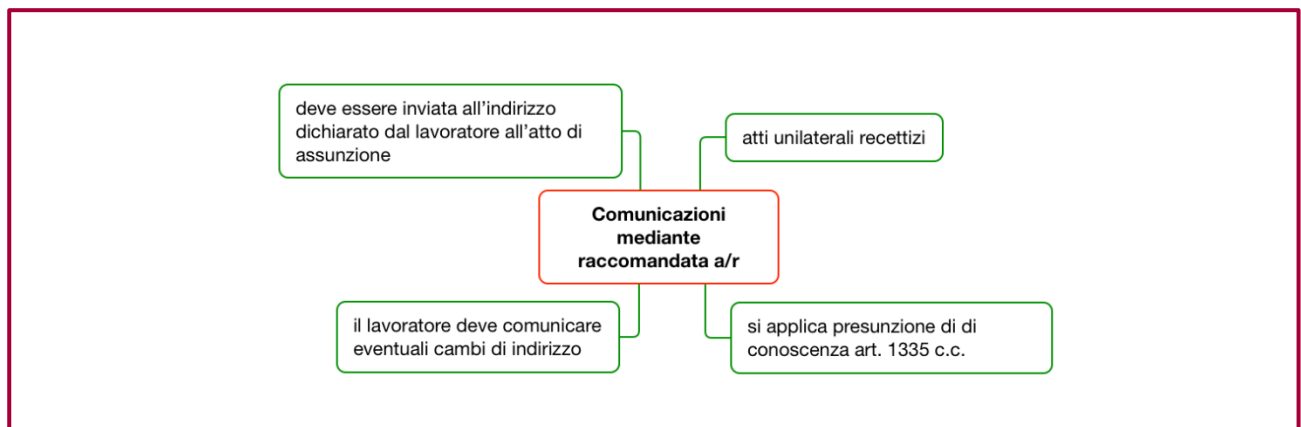 deve essere inviata all’indirizzo
dichiarato dal lavoratore all’atto di
assunzione
atti unilaterali recettizi
Comunicazioni
mediante
raccomandata a/r
il lavoratore deve comunicare
eventuali cambi di indirizzo
si applica presunzione di di
conoscenza art. 1335 c.c.